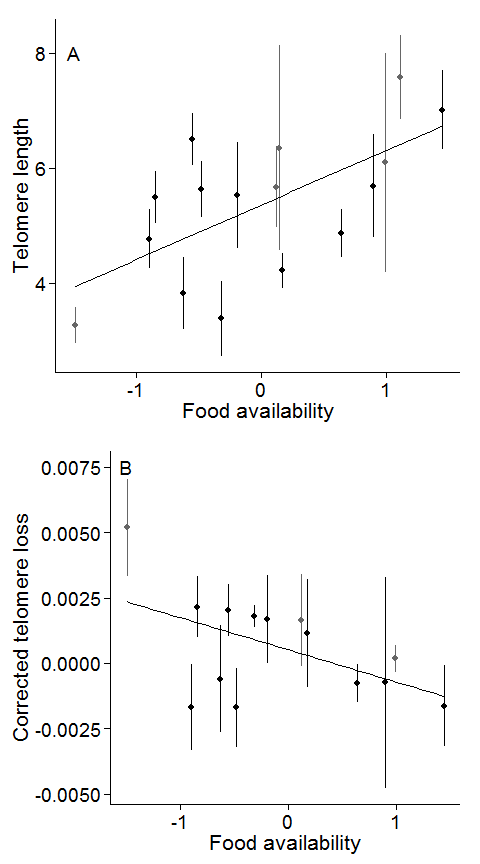 A
8
6
4
Telomere length
-1 0 1
Food availability
B
0.0075
0.0050
0.0025
0.0000
-0.0025
-0.0050
Corrected telomere loss
-1 0 1
Food availability